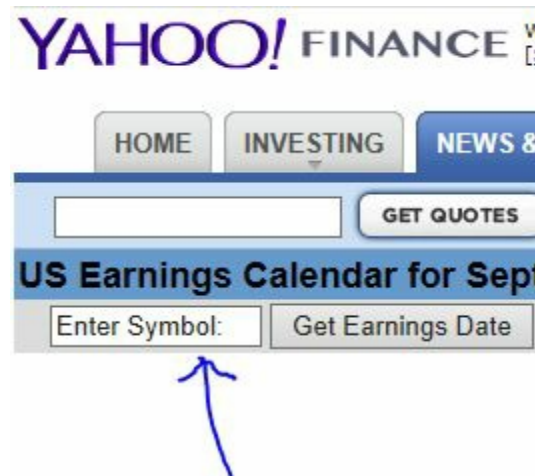 YAHOO! FINANCE
HOME INVESTING NEWS &
GET QUOTES
US Earnings Calendar for Sept
Enter Symbol: Get Earnings Date